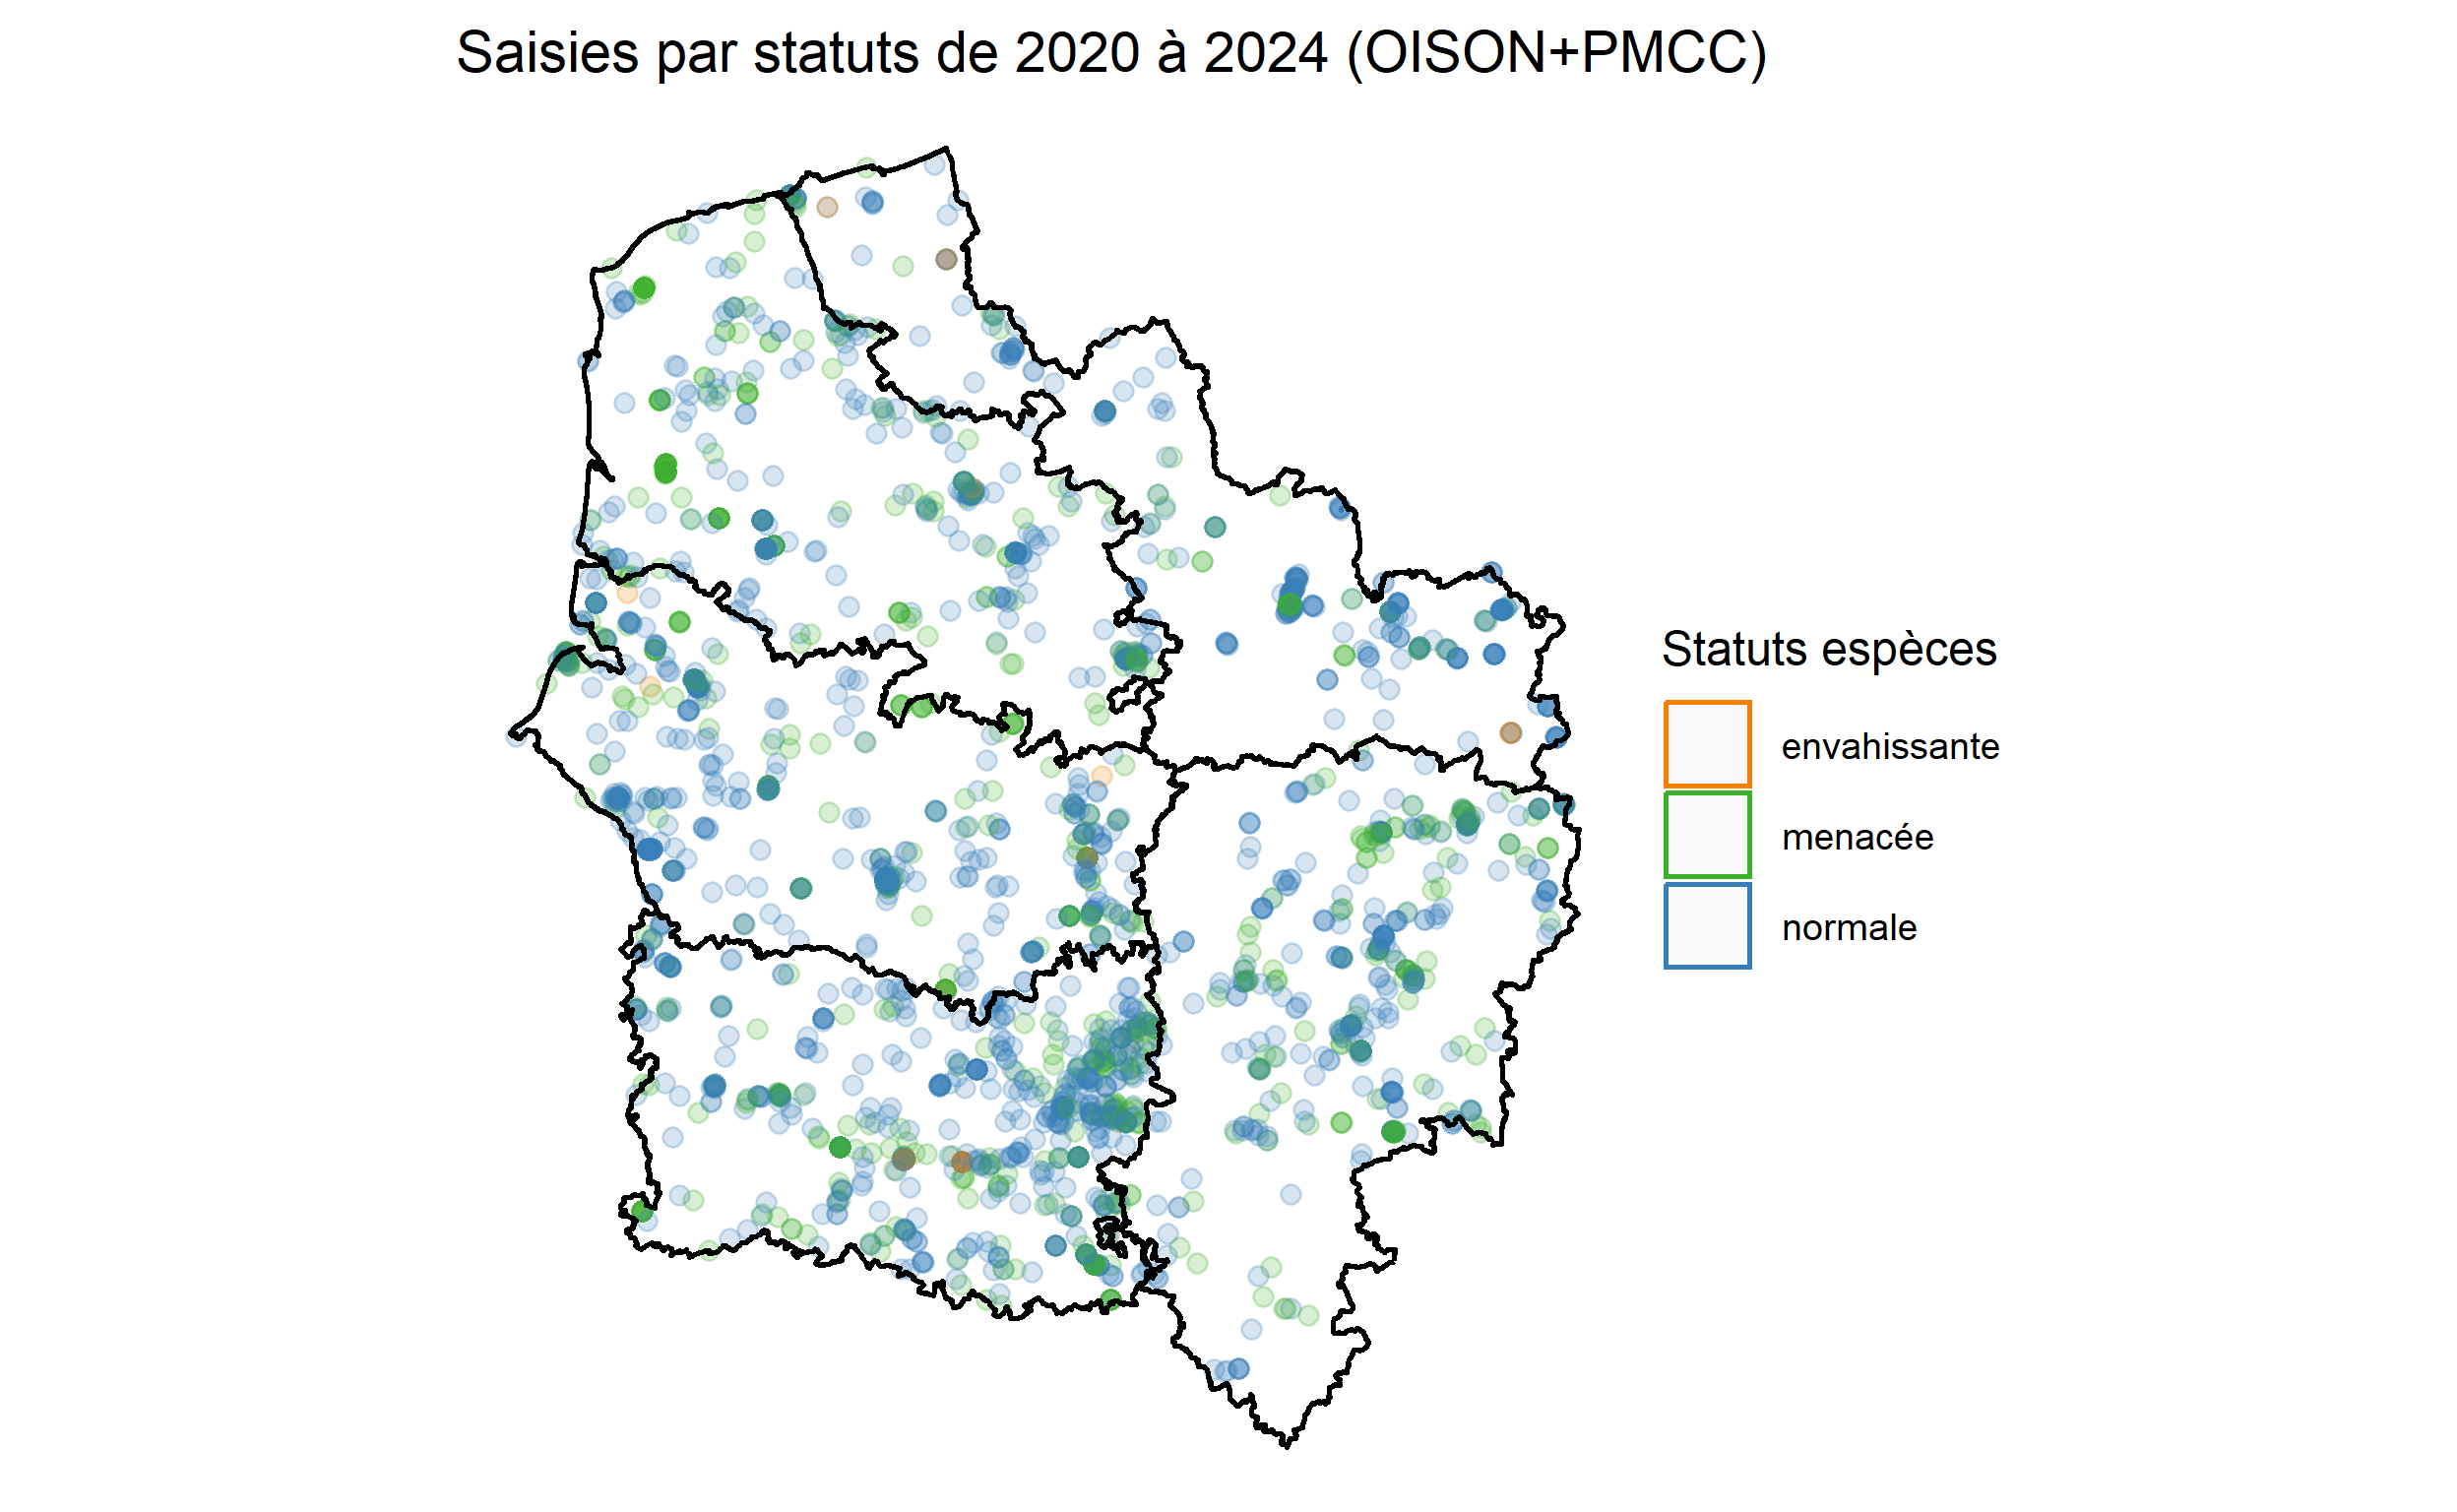 Saisies par statuts de 2020 à 2024 (OISON+PMCC)
Statuts espèces
envahissante
menacée
normale